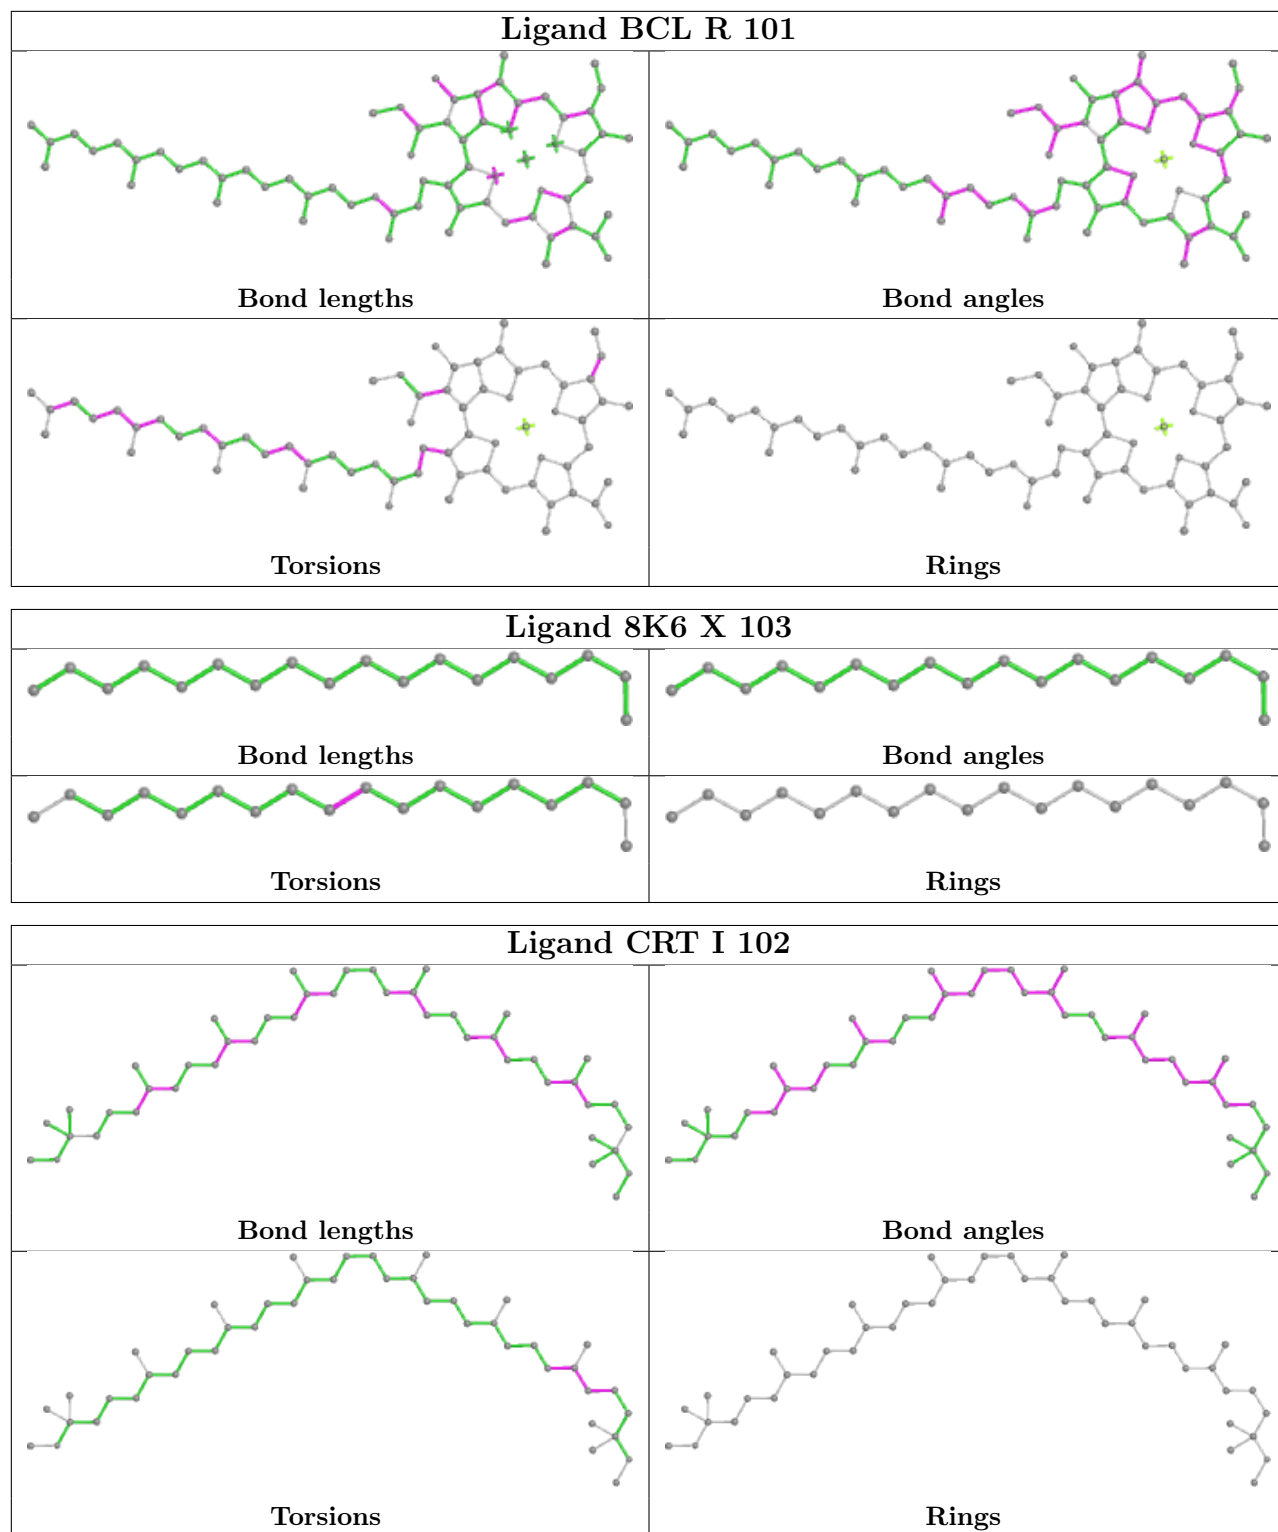 Ligand BCL R 101
Bond lengths
Bond angles
Torsions
Rings
Ligand 8K6 X 103
Bond lengths
Bond angles
Torsions
Rings
Ligand CRT I 102
Bond lengths
Bond angles
Torsions
Rings